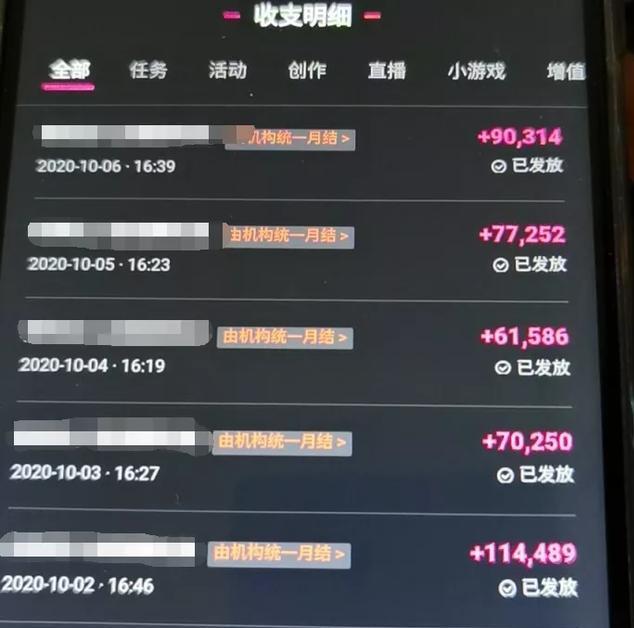 收支明细
全部 任务 活动 创作 直播 小游戏 增值
机构统一月结 > +90,314
2020-10-06 · 16:39 已发放
由机构统一月结 > +77,252
2020-10-05 · 16:23 已发放
由机构统一月结 > +61,586
2020-10-04 · 16:19 已发放
由机构统一月结 > +70,250
2020-10-03 · 16:27 已发放
由机构统一月结 > +114,489
2020-10-02 · 16:46 已发放